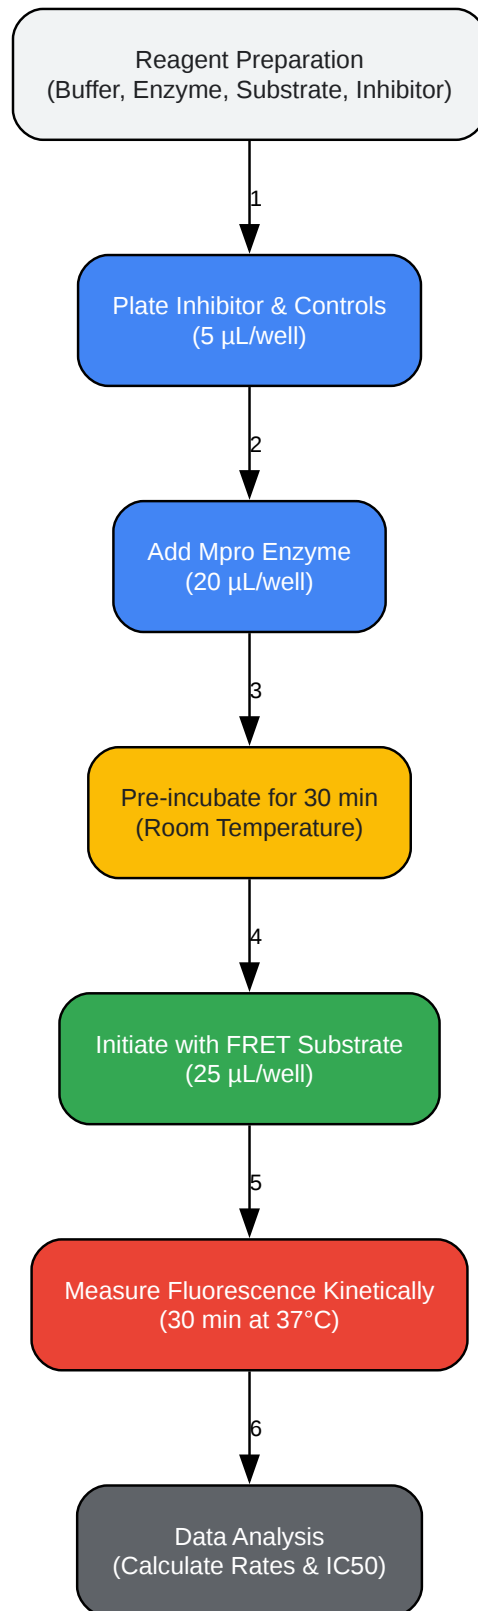 Reagent Preparation
(Buffer, Enzyme, Substrate, Inhibitor)
1
Plate Inhibitor & Controls
(5 µL/well)
2
Add Mpro Enzyme
(20 µL/well)
3
Pre-incubate for 30 min
(Room Temperature)
4
Initiate with FRET Substrate
(25 µL/well)
5
Measure Fluorescence Kinetically
(30 min at 37°C)
6
Data Analysis
(Calculate Rates & IC50)